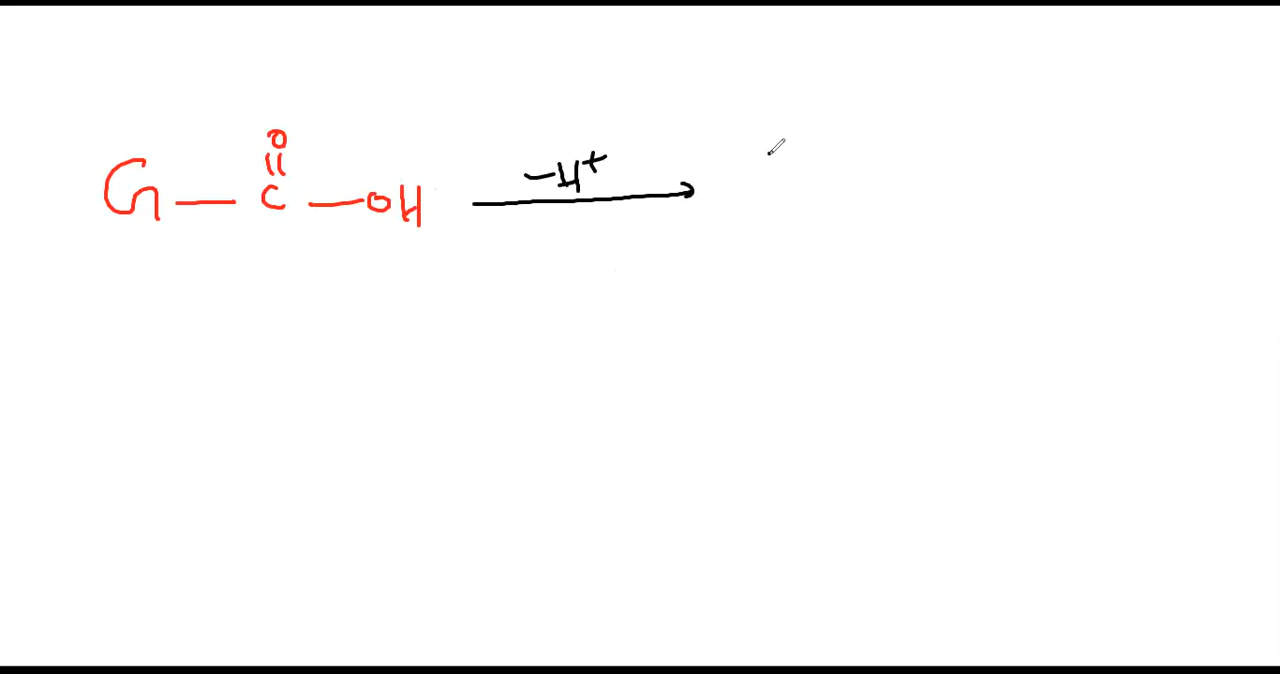 O
G — C — OH −H⁺ →